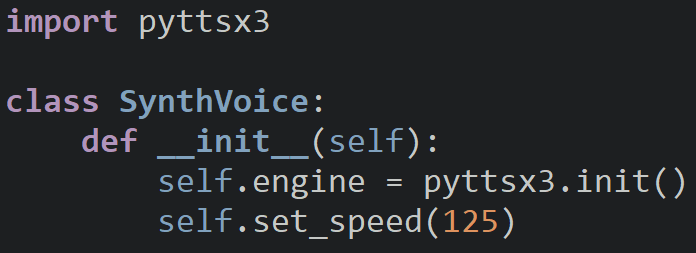 import pyttsx3
class SynthVoice:
    def __init__(self):
        self.engine = pyttsx3.init()
        self.set_speed(125)